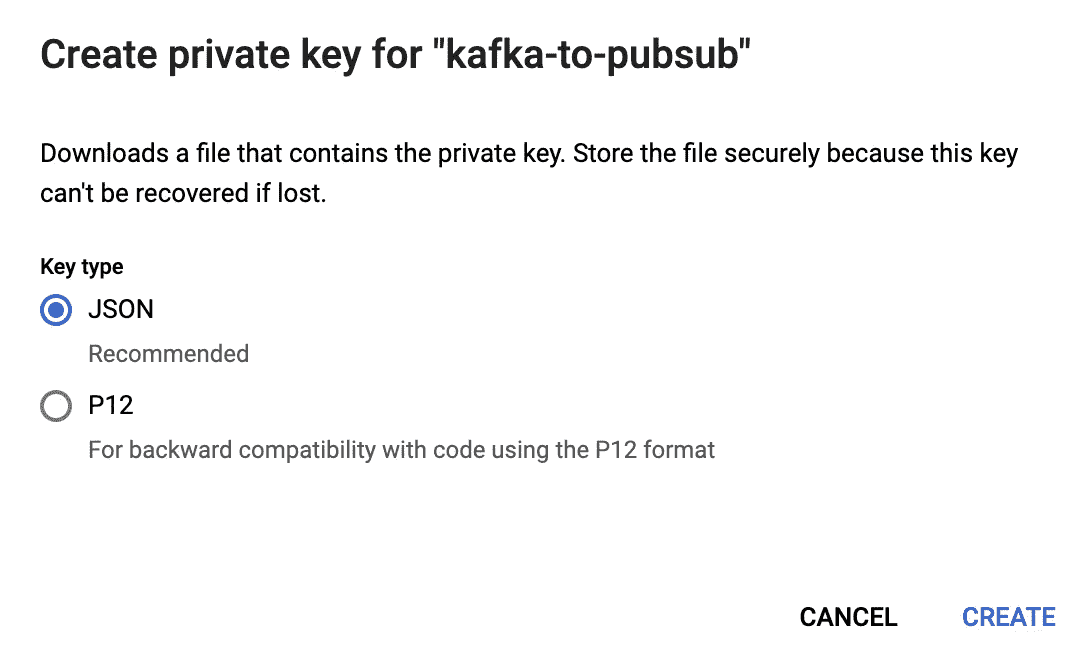 Create private key for "kafka-to-pubsub"
Downloads a file that contains the private key. Store the file securely because this key
can't be recovered if lost.
Key type
JSON
Recommended
P12
For backward compatibility with code using the P12 format
CANCEL CREATE